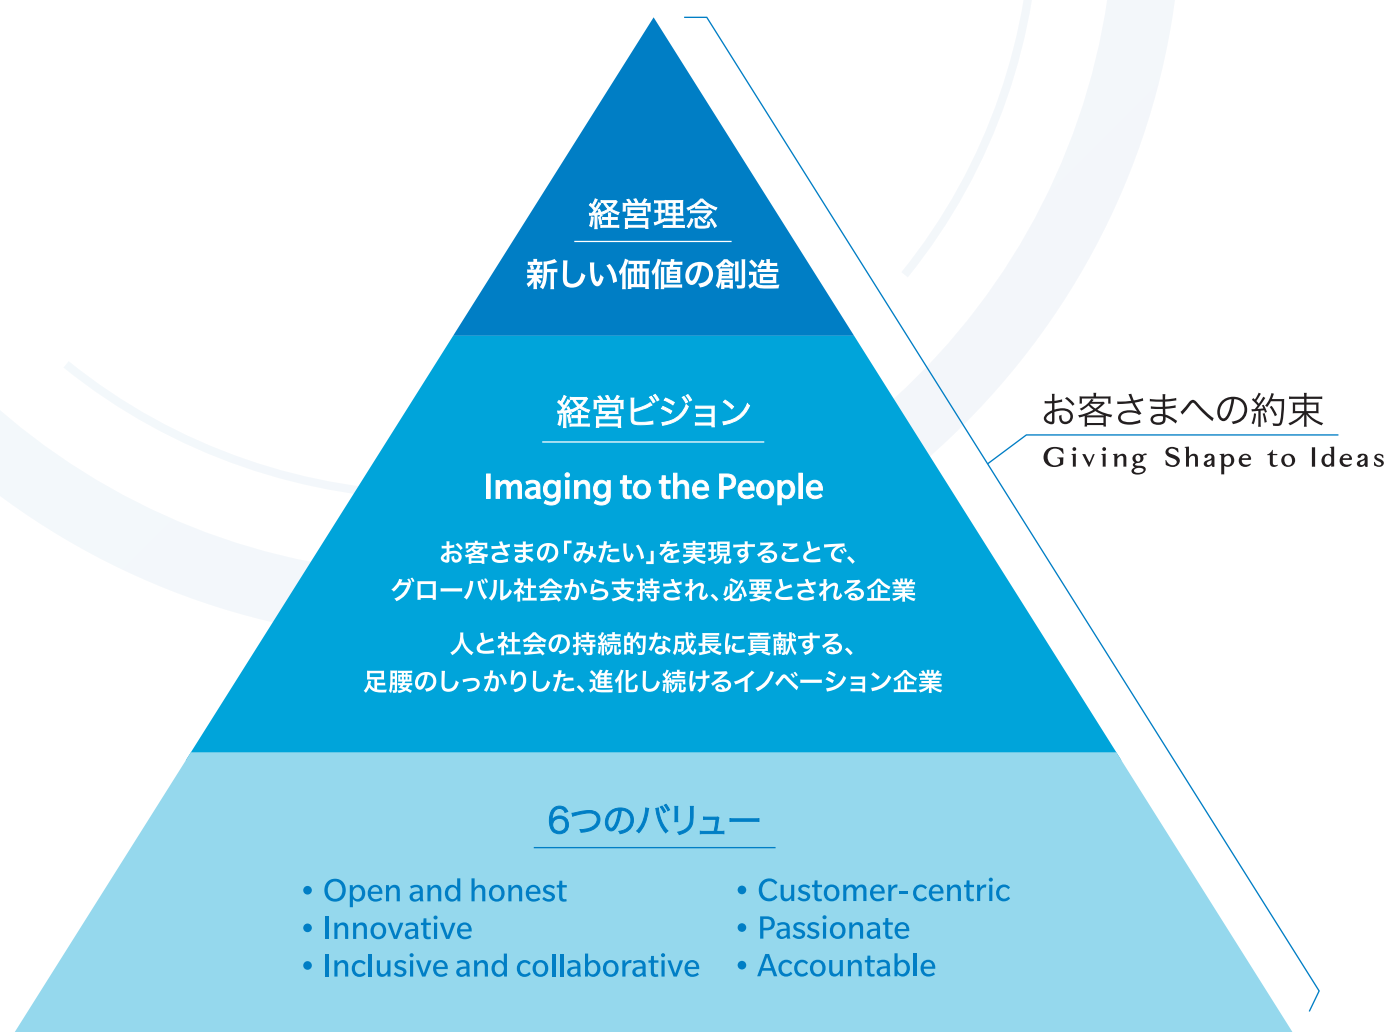 経営理念
新しい価値の創造
経営ビジョン
Imaging to the People
お客さまの「みたい」を実現することで、
グローバル社会から支持され、必要とされる企業
人と社会の持続的な成長に貢献する、
足腰のしっかりした、進化し続けるイノベーション企業
お客さまへの約束
Giving Shape to Ideas
6つのバリュー
• Open and honest
• Innovative
• Inclusive and collaborative
• Customer-centric
• Passionate
• Accountable